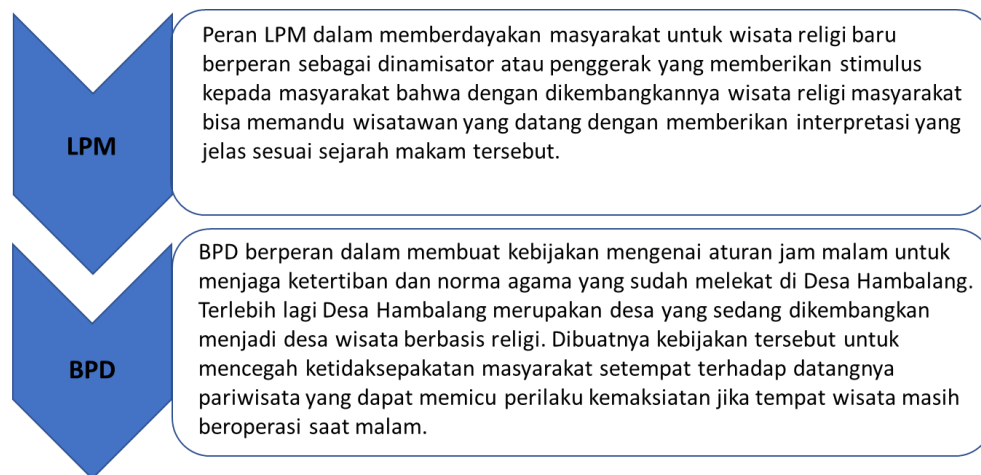 LPM
Peran LPM dalam memberdayakan masyarakat untuk wisata religi baru
berperan sebagai dinamisator atau penggerak yang memberikan stimulus
kepada masyarakat bahwa dengan dikembangkannya wisata religi masyarakat
bisa memandu wisatawan yang datang dengan memberikan interpretasi yang
jelas sesuai sejarah makam tersebut.
BPD
BPD berperan dalam membuat kebijakan mengenai aturan jam malam untuk
menjaga ketertiban dan norma agama yang sudah melekat di Desa Hambalang.
Terlebih lagi Desa Hambalang merupakan desa yang sedang dikembangkan
menjadi desa wisata berbasis religi. Dibuatnya kebijakan tersebut untuk
mencegah ketidaksepakatan masyarakat setempat terhadap datangnya
pariwisata yang dapat memicu perilaku kemaksiatan jika tempat wisata masih
beroperasi saat malam.